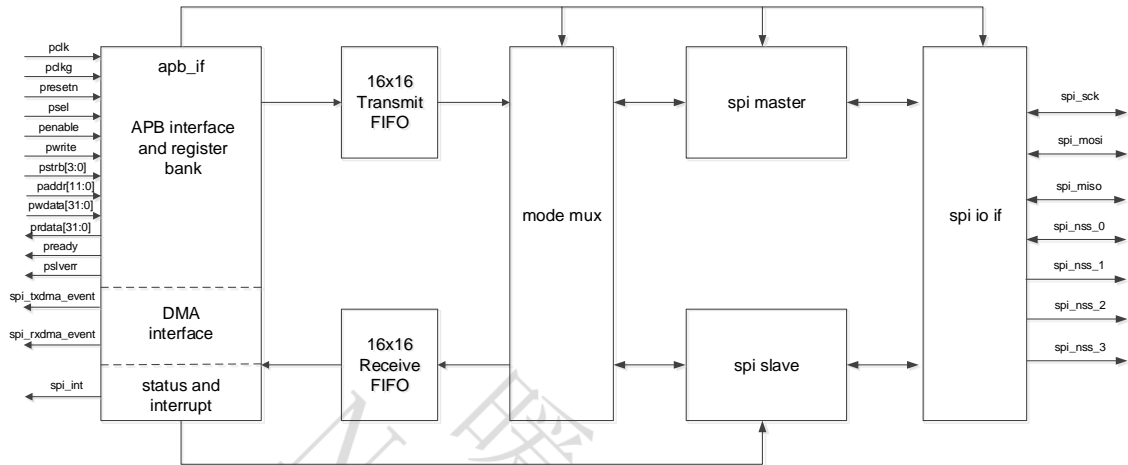 pclk
pclkg
presetn
psel
penable
pwrite
pstrb[3:0]
paddr[11:0]
pwdata[31:0]
prdata[31:0]
pready
pslverr
spi_txdma_event
spi_rxdma_event
spi_int
apb_if
APB interface
and register
bank
DMA
interface
status and
interrupt
16x16
Transmit
FIFO
16x16
Receive
FIFO
mode mux
spi master
spi slave
spi io if
spi_sck
spi_mosi
spi_miso
spi_nss_0
spi_nss_1
spi_nss_2
spi_nss_3
N 暖